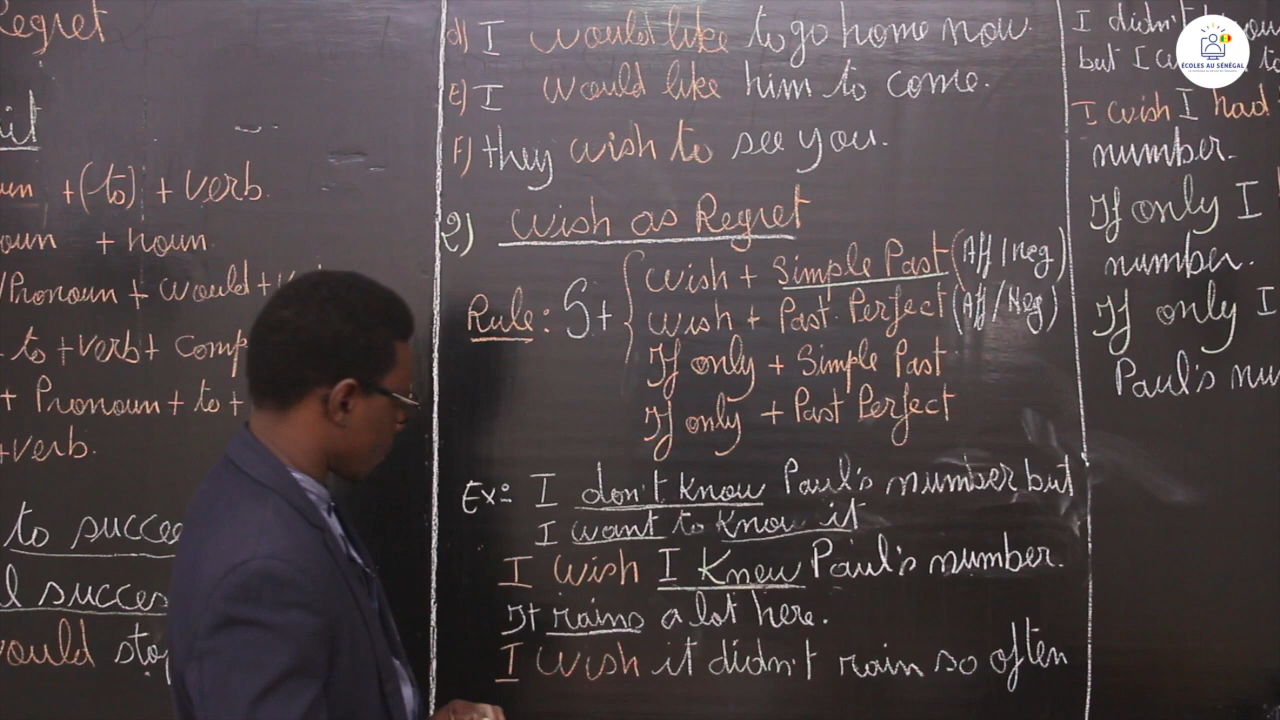 Regret
+(to) + verb.
+ noun
/Pronoun + would +
to + verb +
+ Pronoun + to +
+verb.
to
would
d) I would like to go home now.
E) I would like him to come.
F) they wish to see you.
2) Wish as Regret
Rule: S+
wish + Simple Past (Aff/neg)
wish + Past Perfect (Aff/Neg)
If only + Simple Past
If only + Past Perfect
Ex: I don't know Paul's number but
I want to know it
I wish I knew Paul's number.
It rains a lot here.
I wish it didn't rain so often
I didn't
but I
I wish I had
number.
If only I
number.
If only I
Paul's
ÉCOLES AU SÉNÉGAL